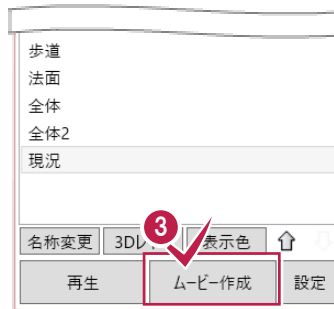 歩道
法面
全体
全体2
現況
3
名称変更 3Dレ 表示色
再生 ムービー作成 設定